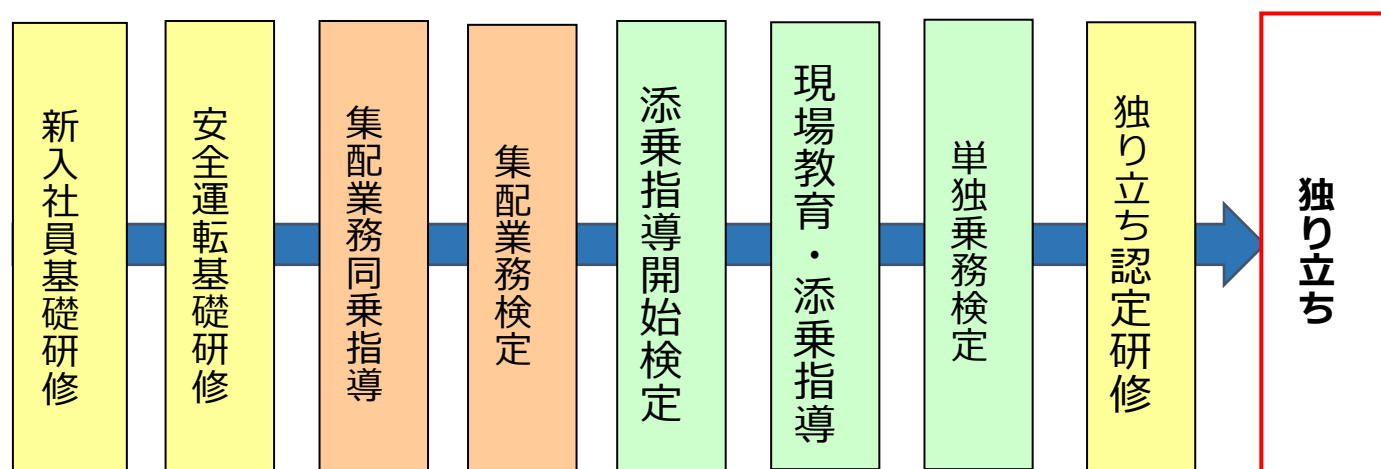 新入社員基礎研修
安全運転基礎研修
集配業務同乗指導
集配業務検定
添乗指導開始検定
現場教育・添乗指導
単独乗務検定
独り立ち認定研修
独り立ち